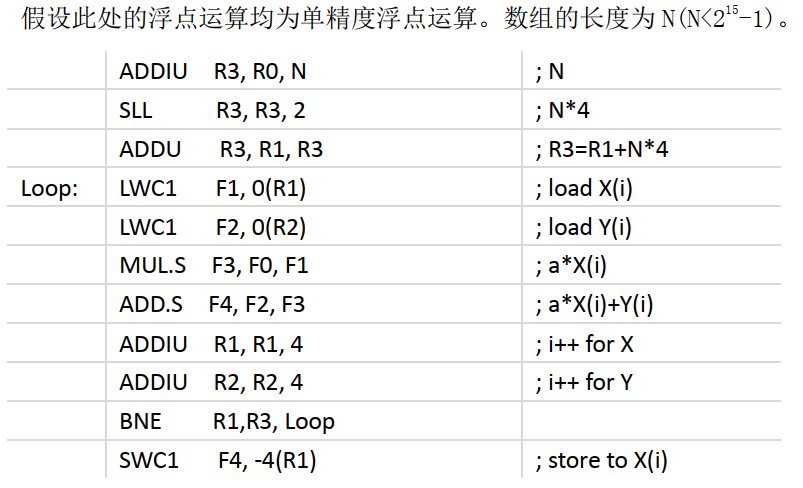 假设此处的浮点运算均为单精度浮点运算。数组的长度为 N(N<2^15-1)。
ADDIU R3, R0, N ; N
SLL R3, R3, 2 ; N*4
ADDU R3, R1, R3 ; R3=R1+N*4
Loop: LWC1 F1, 0(R1) ; load X(i)
LWC1 F2, 0(R2) ; load Y(i)
MUL.S F3, F0, F1 ; a*X(i)
ADD.S F4, F2, F3 ; a*X(i)+Y(i)
ADDIU R1, R1, 4 ; i++ for X
ADDIU R2, R2, 4 ; i++ for Y
BNE R1,R3, Loop
SWC1 F4, -4(R1) ; store to X(i)